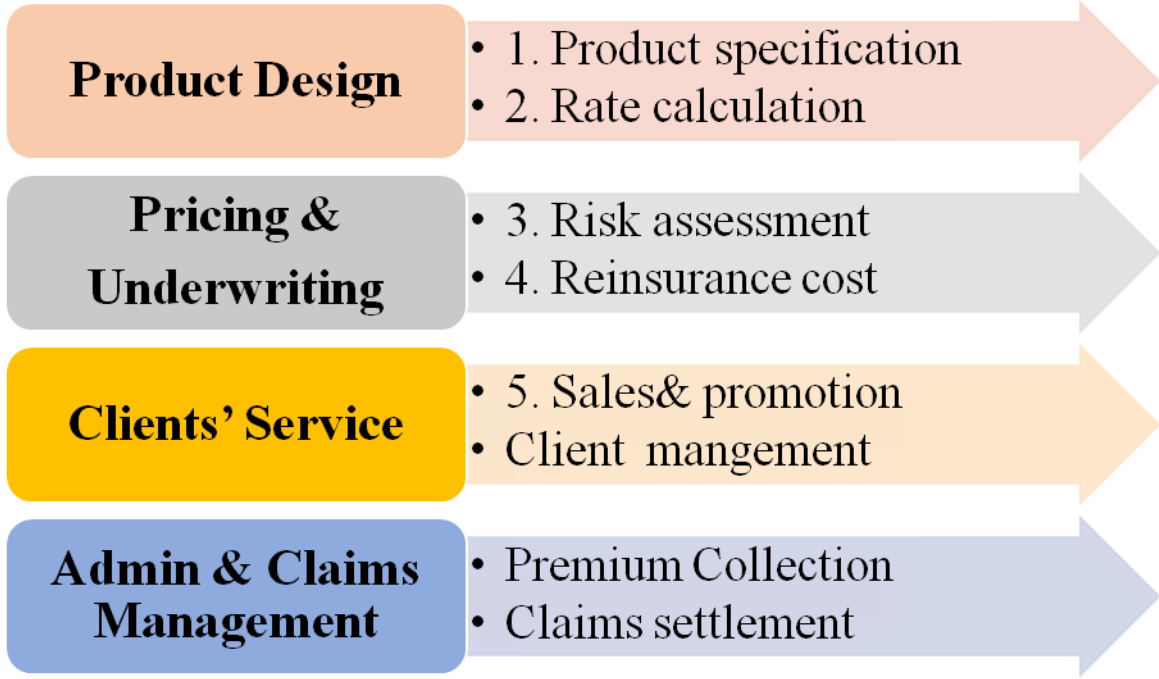 Product Design
• 1. Product specification
• 2. Rate calculation
Pricing &
Underwriting
• 3. Risk assessment
• 4. Reinsurance cost
Clients’ Service
• 5. Sales& promotion
• Client mangement
Admin & Claims
Management
• Premium Collection
• Claims settlement